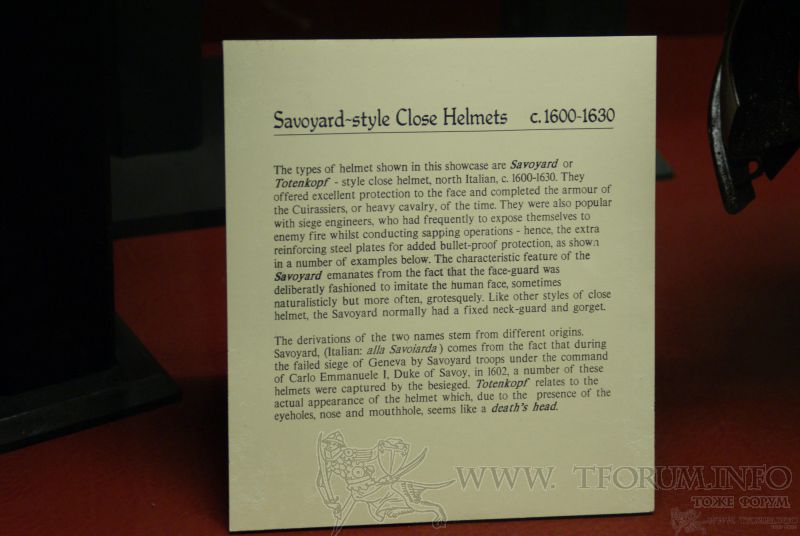 Savoyard-style Close Helmets c.1600-1630
The types of helmet shown in this showcase are Savoyard or
Totenkopf - style close helmet, north Italian, c. 1600-1630. They
offered excellent protection to the face and completed the armour of
the Cuirassiers, or heavy cavalry, of the time. They were also popular
with siege engineers, who had frequently to expose themselves to
enemy fire whilst conducting sapping operations - hence, the extra
reinforcing steel plates for added bullet-proof protection, as shown
in a number of examples below. The characteristic feature of the
Savoyard emanates from the fact that the face-guard was
deliberatly fashioned to imitate the human face, sometimes
naturalisticly but more often, grotesquely. Like other styles of close
helmet, the Savoyard normally had a fixed neck-guard and gorget.
The derivations of the two names stem from different origins.
Savoyard, (Italian: alla Savoiarda) comes from the fact that during
the failed siege of Geneva by Savoyard troops under the command
of Carlo Emmanuele I, Duke of Savoy, in 1602, a number of these
helmets were captured by the besieged. Totenkopf relates to the
actual appearance of the helmet which, due to the presence of the
eyeholes, nose and mouthhole, seems like a death's head.
WWW. TFORUM.INFO
ТОЖЕ ФОРУМ
WWW.TFORUM.INFO